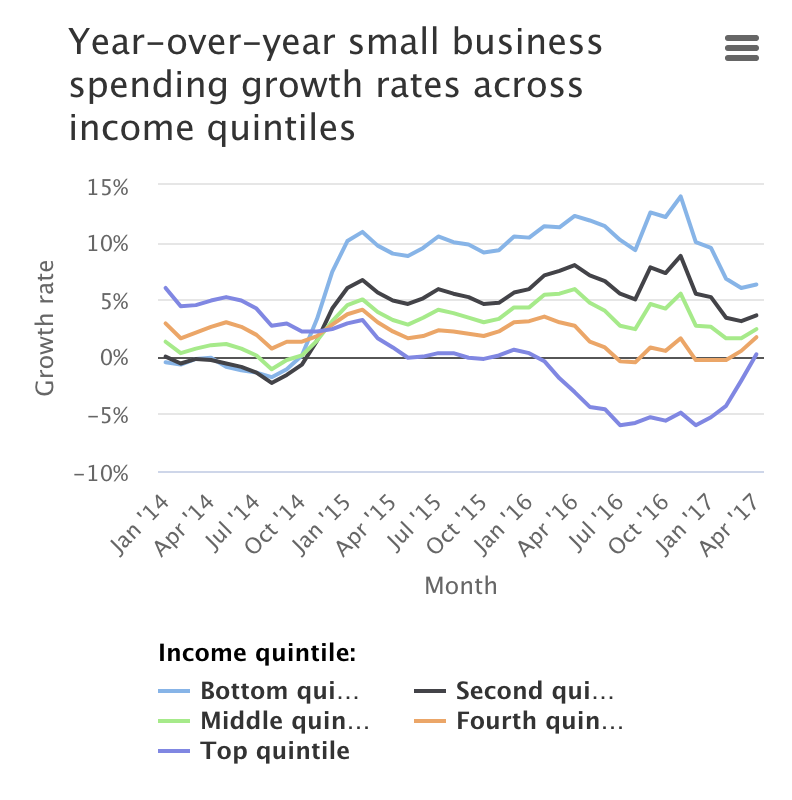 Year-over-year small business
spending growth rates across
income quintiles
15%
10%
5%
0%
-5%
-10%
Growth rate
Jan '14
Apr '14
Jul '14
Oct '14
Jan '15
Apr '15
Jul '15
Oct '15
Jan '16
Apr '16
Jul '16
Oct '16
Jan '17
Apr '17
Month
Income quintile:
Bottom qui...
Second qui...
Middle quin...
Fourth quin...
Top quintile